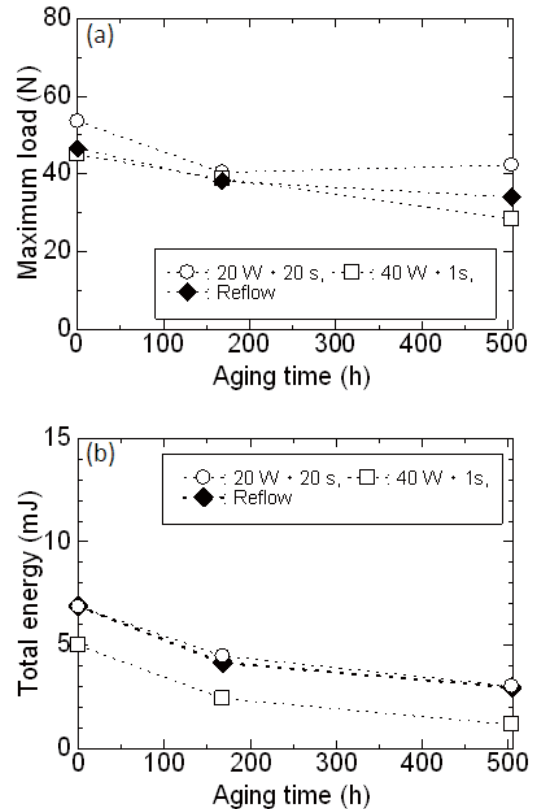 (a)
Maximum load (N)
80
60
40
20
0
: 20 W・20 s, : 40 W・1s,
: Reflow
0 100 200 300 400 500
Aging time (h)
(b)
Total energy (mJ)
15
10
5
0
: 20 W・20 s, : 40 W・1s,
: Reflow
0 100 200 300 400 500
Aging time (h)